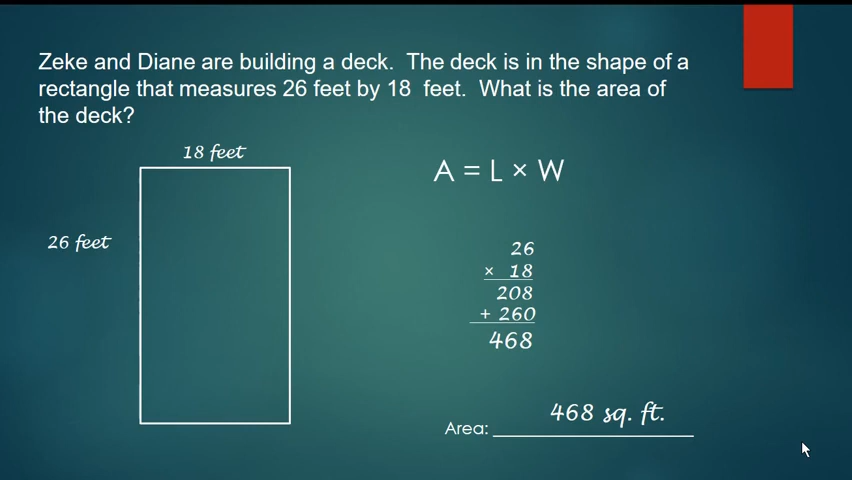 Zeke and Diane are building a deck. The deck is in the shape of a
rectangle that measures 26 feet by 18 feet. What is the area of
the deck?
18 feet
A = L × W
26 feet
26
× 18
208
+ 260
468
Area: 468 sq. ft.